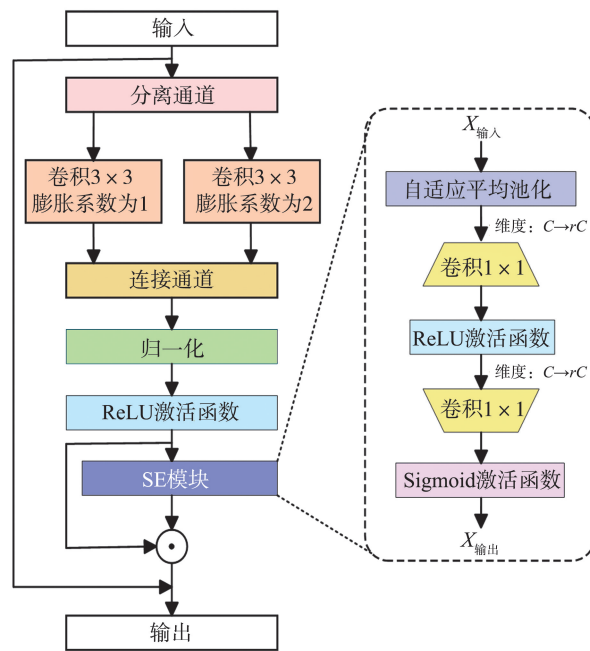 输入
分离通道
卷积3×3
膨胀系数为1
卷积3×3
膨胀系数为2
连接通道
归一化
ReLU激活函数
SE模块
输出
X输入
自适应平均池化
维度：C→rC
卷积1×1
ReLU激活函数
维度：C→rC
卷积1×1
Sigmoid激活函数
X输出